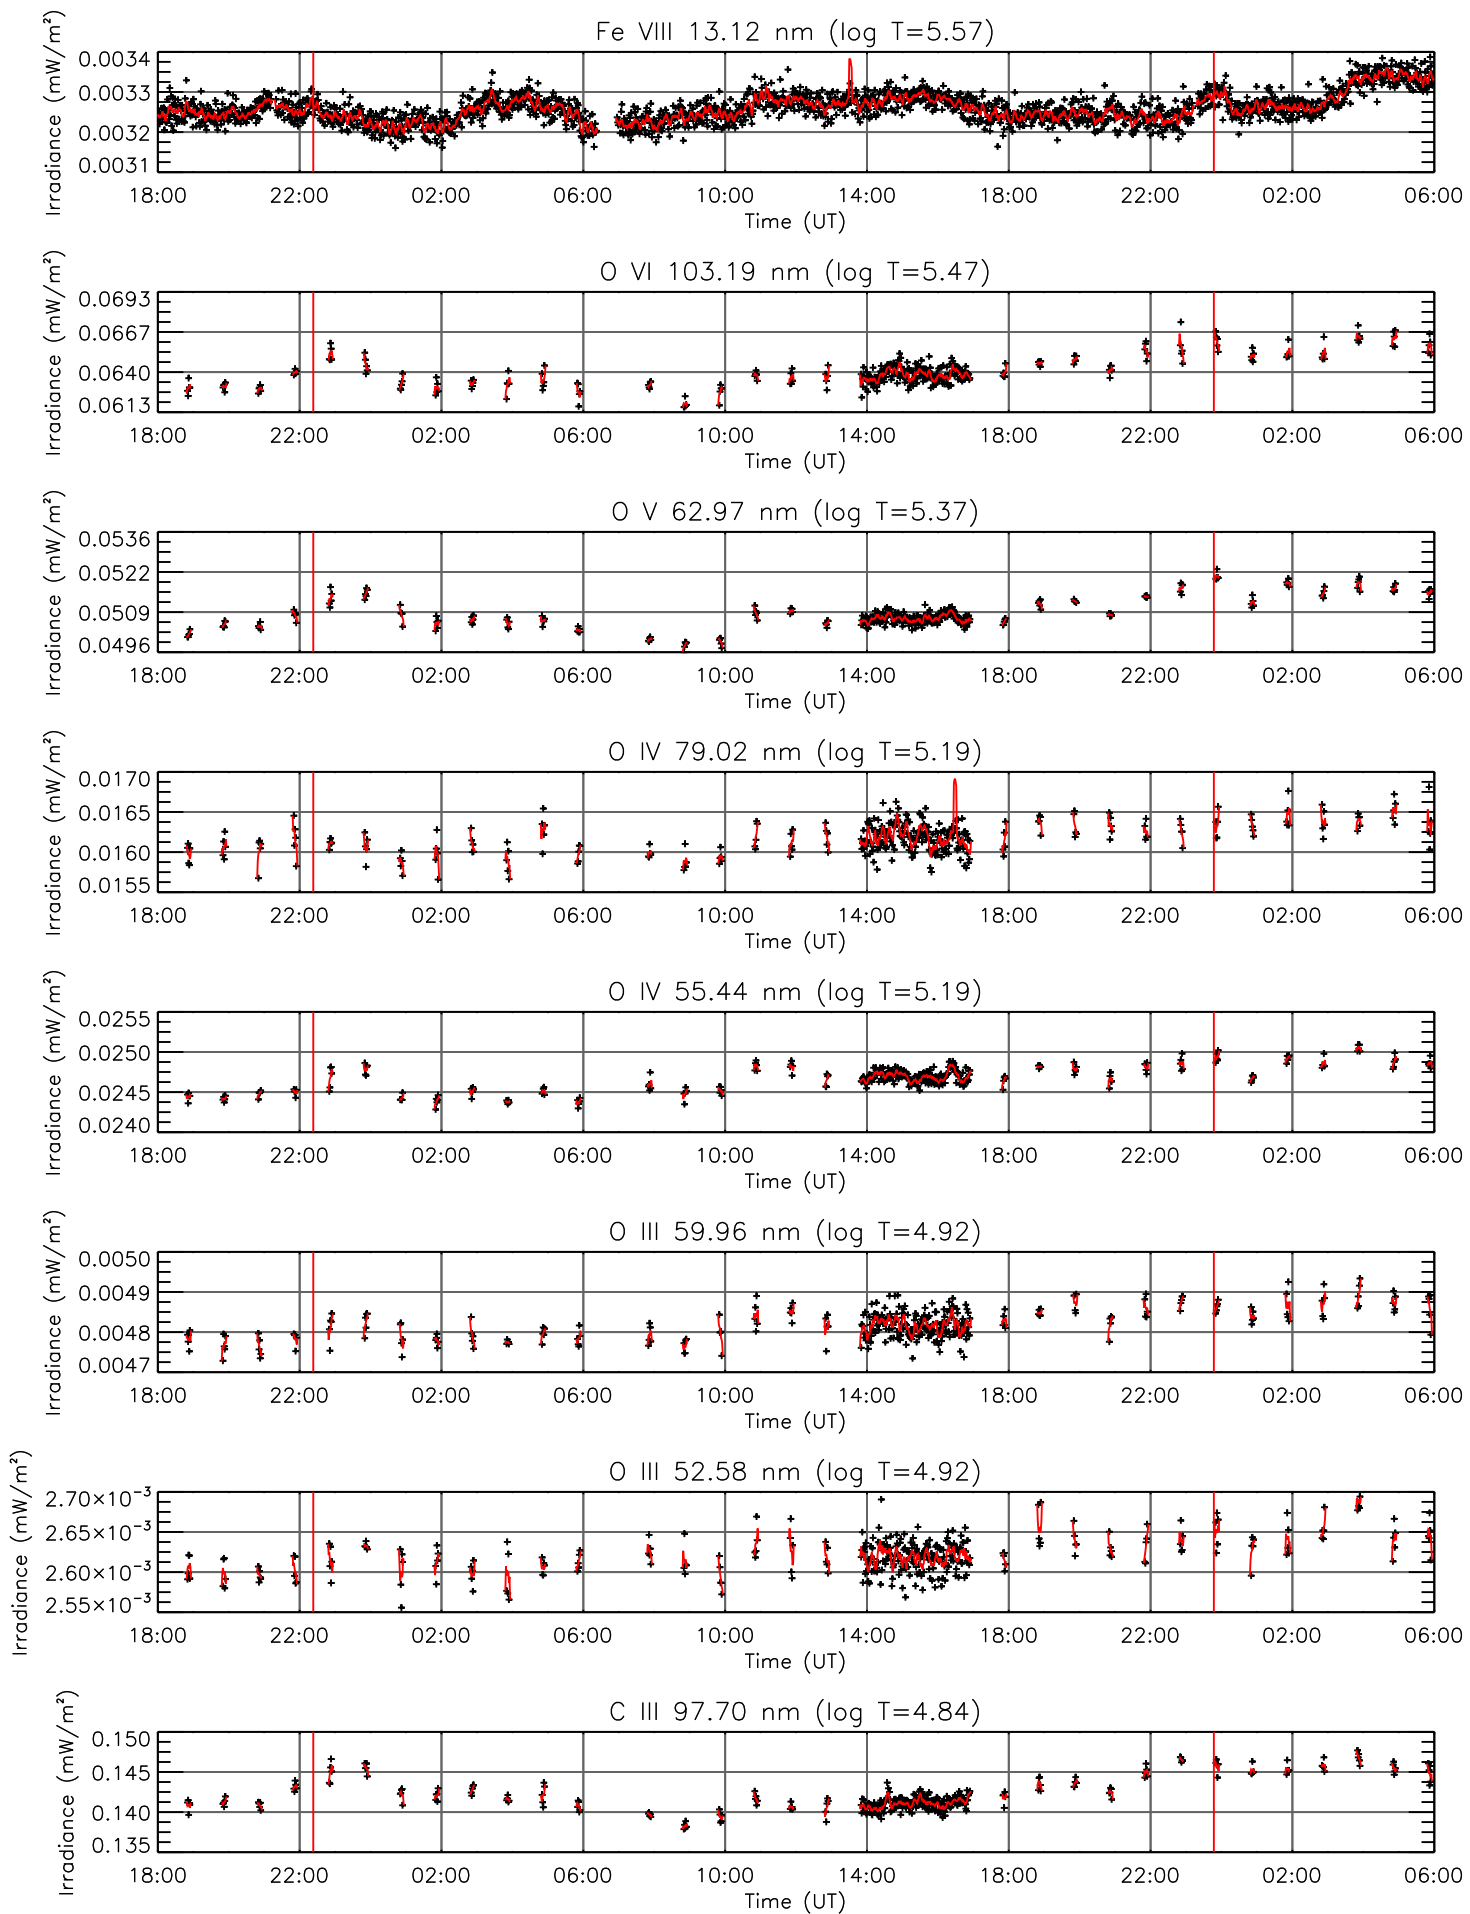 Fe VIII 13.12 nm (log T=5.57)
Irradiance (mW/m²)
0.0034
0.0033
0.0032
0.0031
18:00 22:00 02:00 06:00 10:00 14:00 18:00 22:00 02:00 06:00
Time (UT)
O VI 103.19 nm (log T=5.47)
Irradiance (mW/m²)
0.0693
0.0667
0.0640
0.0613
18:00 22:00 02:00 06:00 10:00 14:00 18:00 22:00 02:00 06:00
Time (UT)
O V 62.97 nm (log T=5.37)
Irradiance (mW/m²)
0.0536
0.0522
0.0509
0.0496
18:00 22:00 02:00 06:00 10:00 14:00 18:00 22:00 02:00 06:00
Time (UT)
O IV 79.02 nm (log T=5.19)
Irradiance (mW/m²)
0.0170
0.0165
0.0160
0.0155
18:00 22:00 02:00 06:00 10:00 14:00 18:00 22:00 02:00 06:00
Time (UT)
O IV 55.44 nm (log T=5.19)
Irradiance (mW/m²)
0.0255
0.0250
0.0245
0.0240
18:00 22:00 02:00 06:00 10:00 14:00 18:00 22:00 02:00 06:00
Time (UT)
O III 59.96 nm (log T=4.92)
Irradiance (mW/m²)
0.0050
0.0049
0.0048
0.0047
18:00 22:00 02:00 06:00 10:00 14:00 18:00 22:00 02:00 06:00
Time (UT)
O III 52.58 nm (log T=4.92)
Irradiance (mW/m²)
2.70×10⁻³
2.65×10⁻³
2.60×10⁻³
2.55×10⁻³
18:00 22:00 02:00 06:00 10:00 14:00 18:00 22:00 02:00 06:00
Time (UT)
C III 97.70 nm (log T=4.84)
Irradiance (mW/m²)
0.150
0.145
0.140
0.135
18:00 22:00 02:00 06:00 10:00 14:00 18:00 22:00 02:00 06:00
Time (UT)